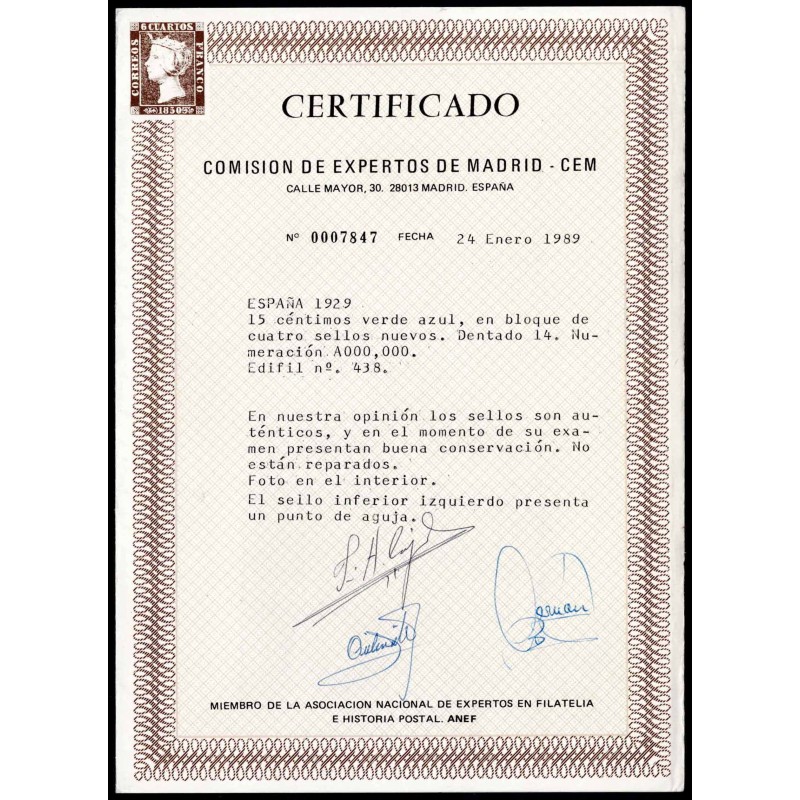 6 CUARTOS
CORREOS
FRANCO
1850
CERTIFICADO
COMISION DE EXPERTOS DE MADRID - CEM
CALLE MAYOR, 30. 28013 MADRID. ESPAÑA
Nº 0007847 FECHA 24 Enero 1989
ESPAÑA 1929
15 céntimos verde azul, en bloque de
cuatro sellos nuevos. Dentado 14. Nu-
meración A000,000.
Edifil nº. 438.
En nuestra opinión los sellos son au-
ténticos, y en el momento de su exa-
men presentan buena conservación. No
están reparados.
Foto en el interior.
El sello inferior izquierdo presenta
un punto de aguja.
MIEMBRO DE LA ASOCIACION NACIONAL DE EXPERTOS EN FILATELIA
E HISTORIA POSTAL. ANEF